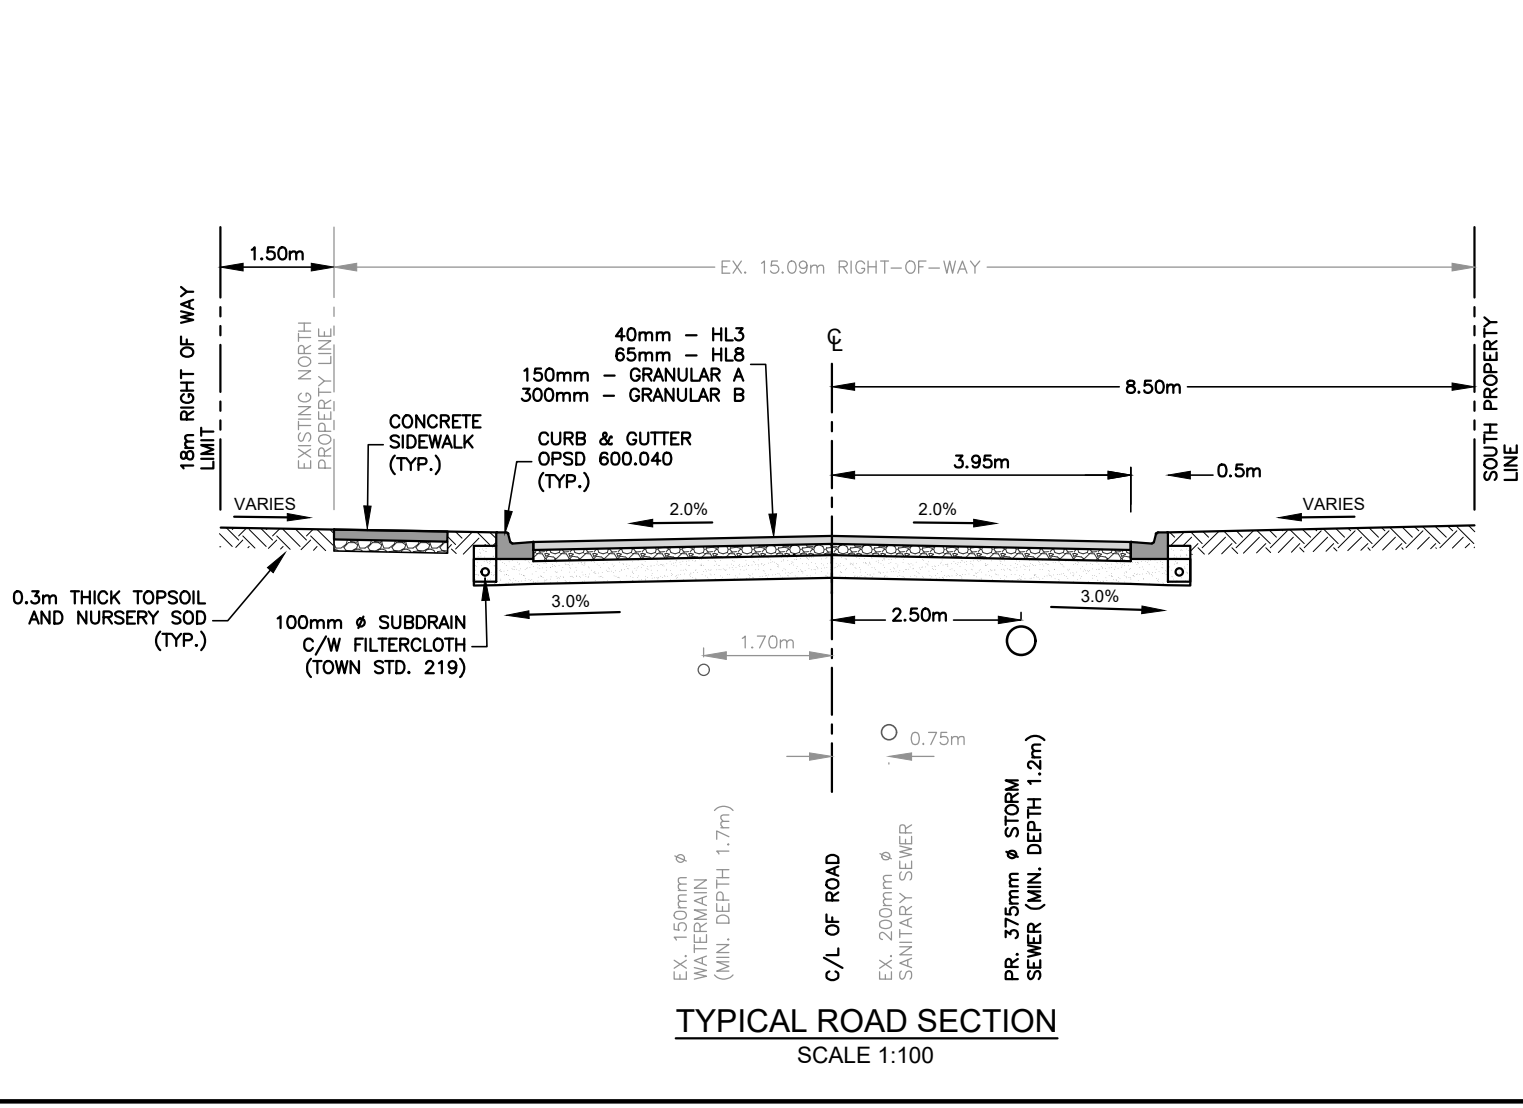 1.50m
EX. 15.09m RIGHT-OF-WAY
18m RIGHT OF WAY
LIMIT
EXISTING NORTH
PROPERTY LINE
40mm - HL3
65mm - HL8
150mm - GRANULAR A
300mm - GRANULAR B
℄
8.50m
SOUTH PROPERTY
LINE
CONCRETE
SIDEWALK
(TYP.)
CURB & GUTTER
OPSD 600.040
(TYP.)
3.95m
0.5m
VARIES
2.0%
2.0%
VARIES
0.3m THICK TOPSOIL
AND NURSERY SOD
(TYP.)
100mm ø SUBDRAIN
C/W FILTERCLOTH
(TOWN STD. 219)
3.0%
3.0%
2.50m
1.70m
0.75m
EX. 150mm ø
WATERMAIN
(MIN. DEPTH 1.7m)
C/L OF ROAD
EX. 200mm ø
SANITARY SEWER
PR. 375mm ø STORM
SEWER (MIN. DEPTH 1.2m)
TYPICAL ROAD SECTION
SCALE 1:100